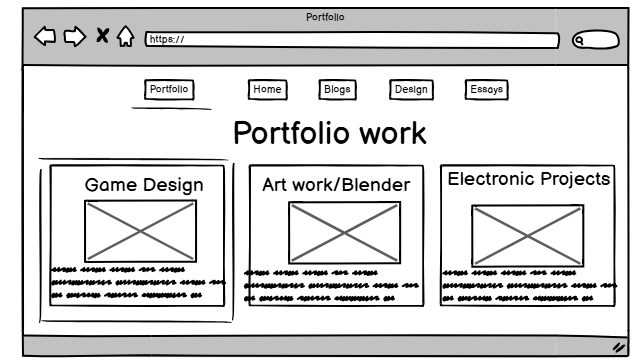 Portfolio
https://
Portfolio
Home
Blogs
Design
Essays
Portfolio work
Game Design
Art work/Blender
Electronic Projects